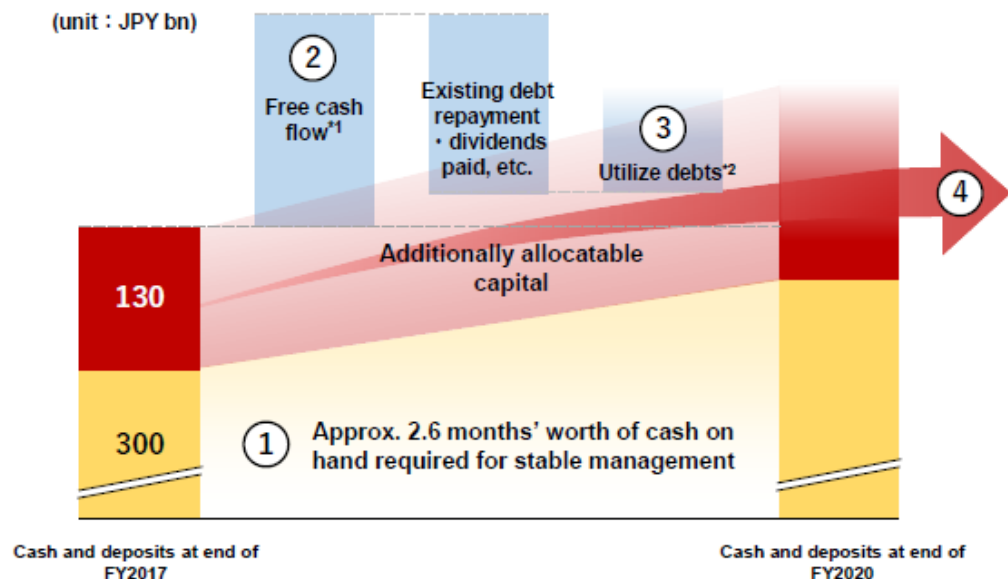 (unit：JPY bn)
②
Free cash
flow*1
Existing debt
repayment
・dividends
paid, etc.
③
Utilize debts*2
④
130
Additionally allocatable
capital
300
①
Approx. 2.6 months’ worth of cash on
hand required for stable management
Cash and deposits at end of
FY2017
Cash and deposits at end of
FY2020